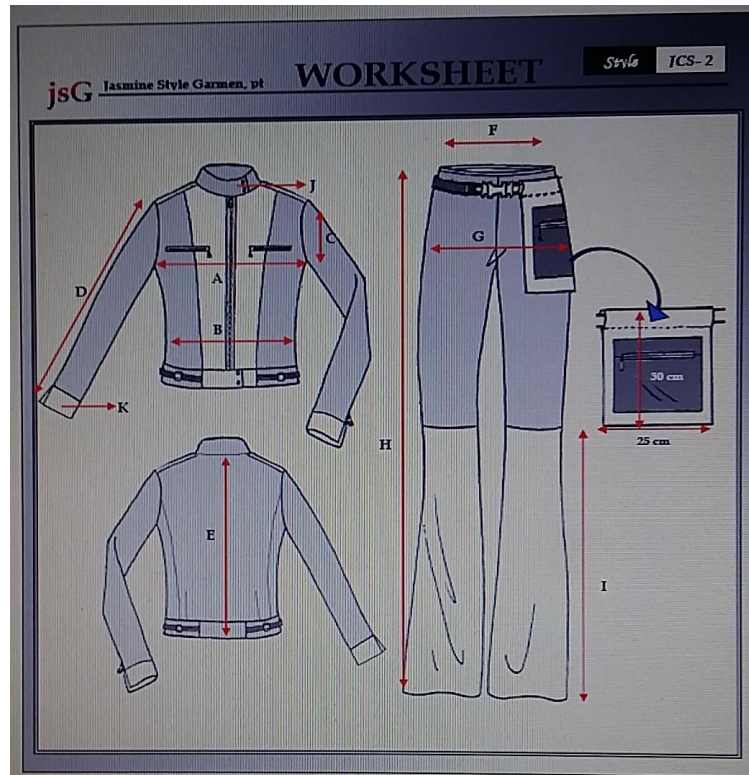 jsG Jasmine Style Garmen, pt WORKSHEET Style JCS-2
F
J
C
G
A
D
B
30 cm
K
25 cm
H
E
I